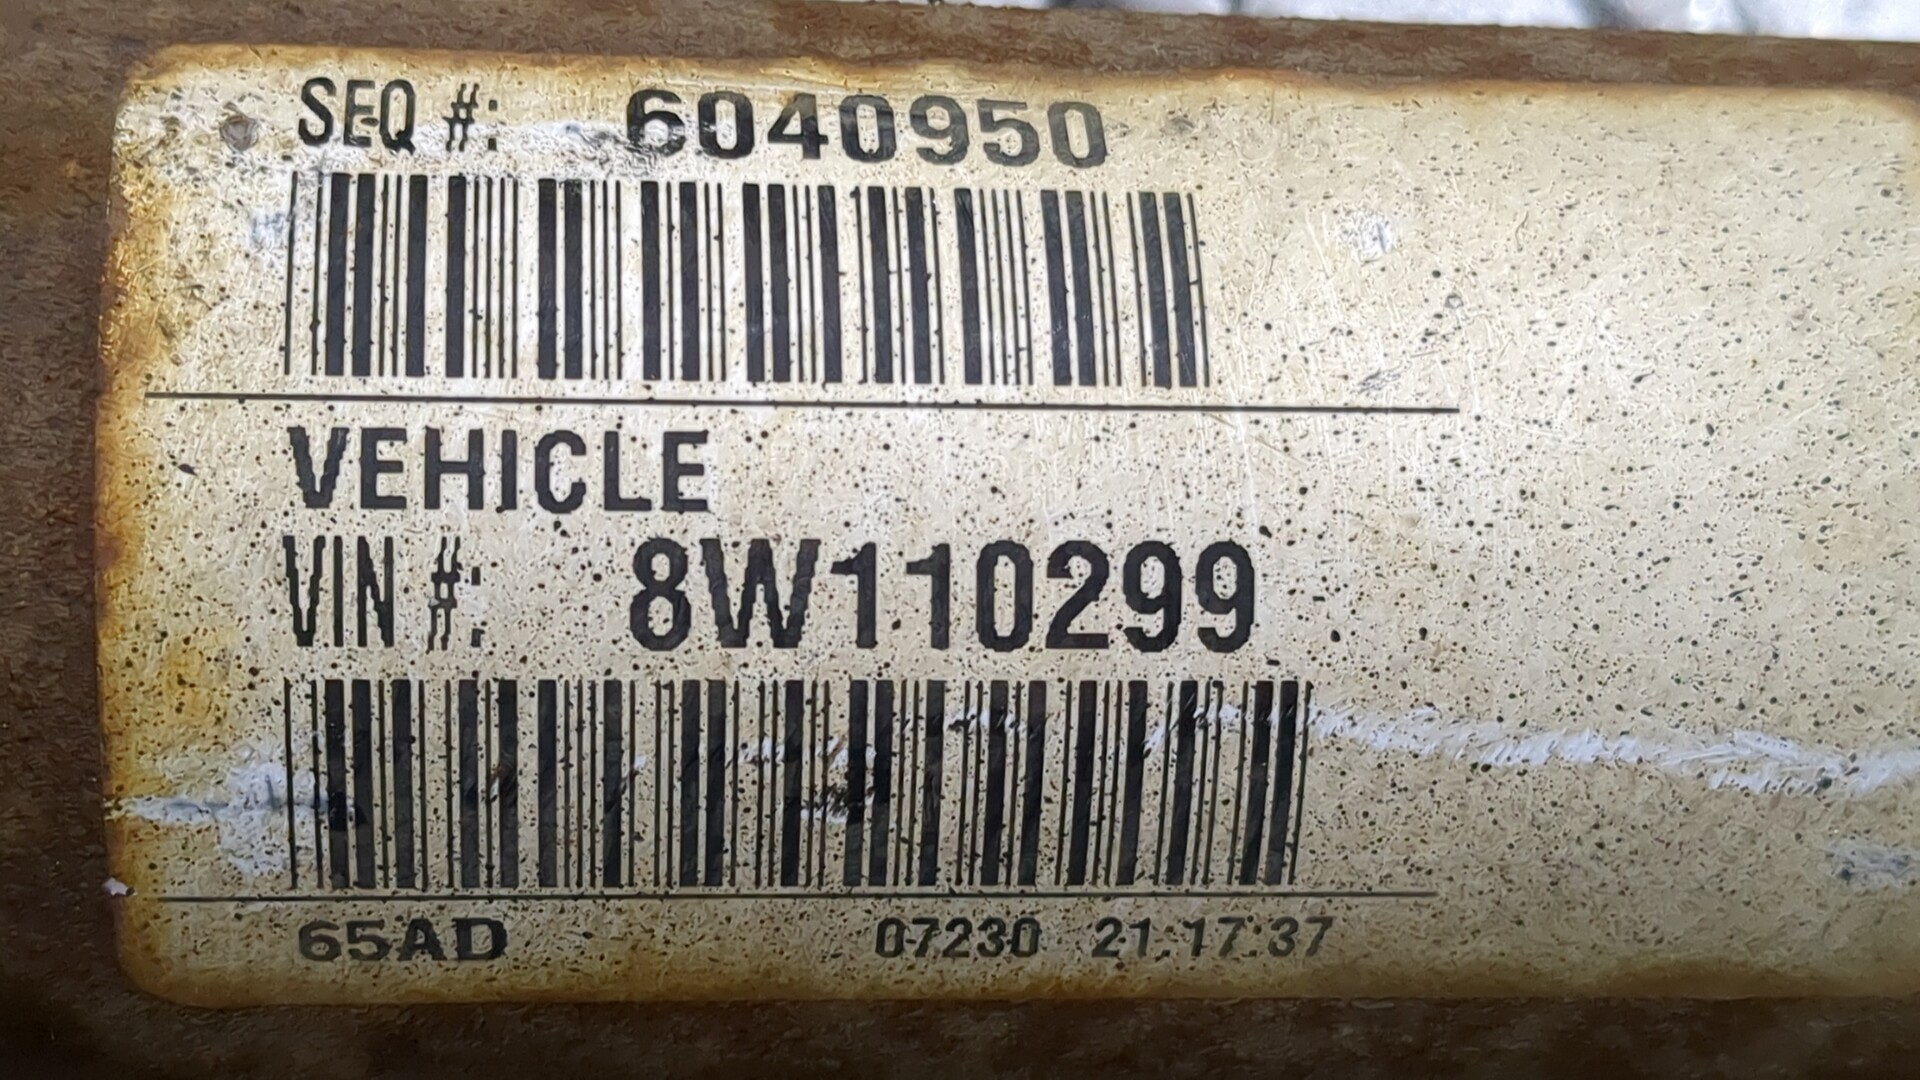 SEQ #: 6040950
VEHICLE
VIN #: 8W110299
65AD 07230 21:17:37